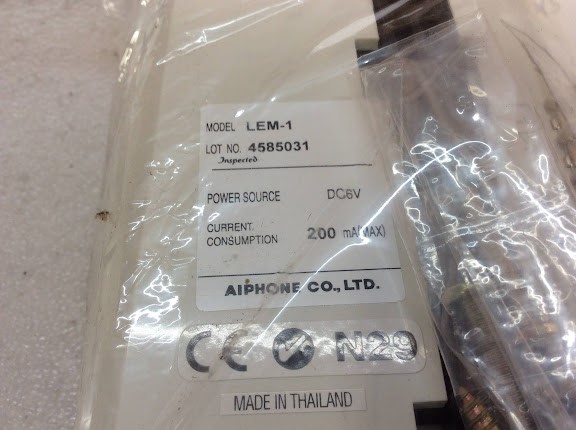 MODEL LEM-1
LOT NO. 4585031
Inspected
POWER SOURCE DC6V
CURRENT. CONSUMPTION 200 mA(MAX)
AIPHONE CO., LTD.
CE N29
MADE IN THAILAND